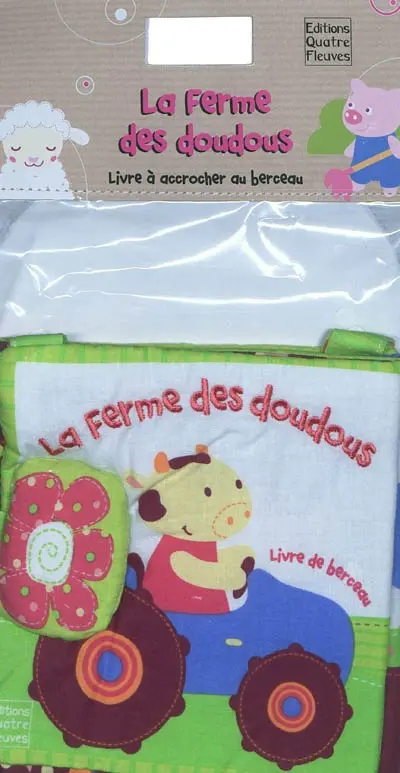 Editions
Quatre
Fleuves
La Ferme
des doudous
Livre à accrocher au berceau
La Ferme des doudous
Livre de berceau
Editions
Quatre
Fleuves